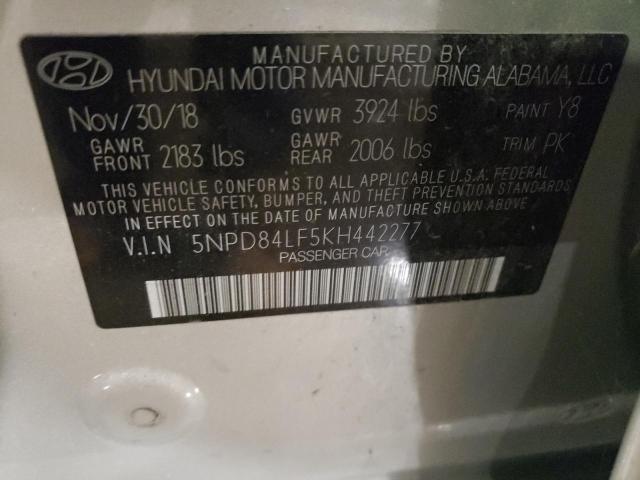 MANUFACTURED BY
HYUNDAI MOTOR MANUFACTURING ALABAMA, LLC
Nov/30/18 GVWR 3924 lbs PAINT Y8
GAWR FRONT 2183 lbs GAWR REAR 2006 lbs TRIM PK
THIS VEHICLE CONFORMS TO ALL APPLICABLE U.S.A. FEDERAL
MOTOR VEHICLE SAFETY, BUMPER, AND THEFT PREVENTION STANDARDS
IN EFFECT ON THE DATE OF MANUFACTURE SHOWN ABOVE.
V.I.N 5NPD84LF5KH442277
PASSENGER CAR